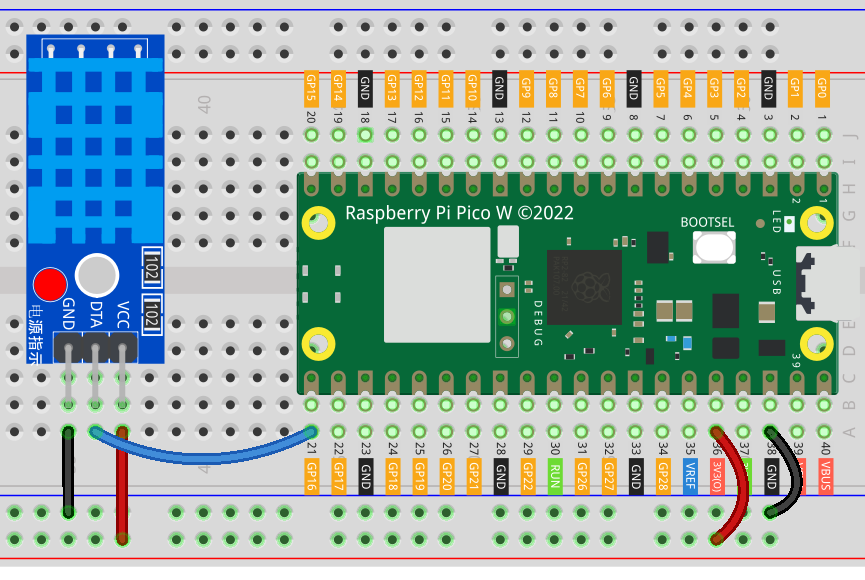 40
GP15
GP14
GND
GP13
GP12
GP11
GP10
GND
GP9
GP8
GP7
GP6
GND
GP5
GP4
GP3
GP2
GND
GP1
GP0
20
19
18
17
16
15
14
13
12
11
10
9
8
7
6
5
4
3
2
1
J
I
H
G
F
2
1
Raspberry Pi Pico W ©2022
BOOTSEL
LED
USB
DEBUG
39
102
102
GND
DTA
VCC
电源指示
E
D
C
B
A
21
22
23
24
25
26
27
28
29
30
31
32
33
34
35
37
39
40
GP16
GP17
GND
GP18
GP19
GP20
GP21
GND
GP22
RUN
GP26
GP27
GND
GP28
VREF
3V3(O)
GND
VBUS